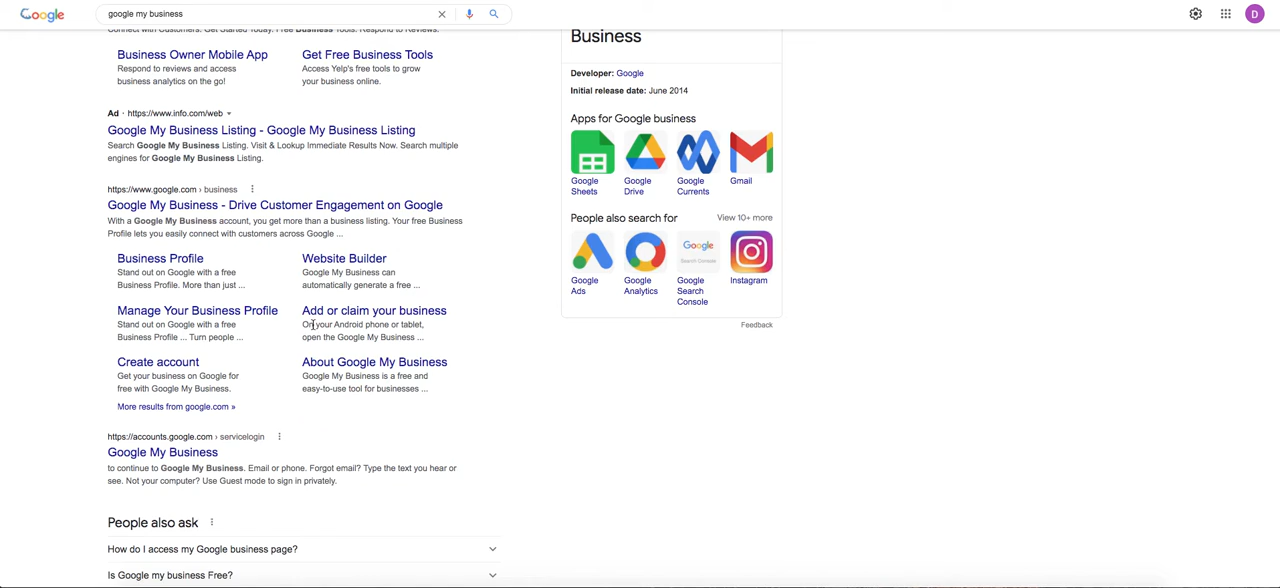 Google
google my business
D
Connect with Customers. Get Started Today. Free Business Tools. Respond to Reviews.
Business Owner Mobile App
Respond to reviews and access
business analytics on the go!
Get Free Business Tools
Access Yelp's free tools to grow
your business online.
Ad · https://www.info.com/web
Google My Business Listing - Google My Business Listing
Search Google My Business Listing. Visit & Lookup Immediate Results Now. Search multiple
engines for Google My Business Listing.
https://www.google.com › business
Google My Business - Drive Customer Engagement on Google
With a Google My Business account, you get more than a business listing. Your free Business
Profile lets you easily connect with customers across Google ...
Business Profile
Stand out on Google with a free
Business Profile. More than just ...
Website Builder
Google My Business can
automatically generate a free ...
Manage Your Business Profile
Stand out on Google with a free
Business Profile ... Turn people ...
Add or claim your business
On your Android phone or tablet,
open the Google My Business ...
Create account
Get your business on Google for
free with Google My Business.
About Google My Business
Google My Business is a free and
easy-to-use tool for businesses ...
More results from google.com »
https://accounts.google.com › servicelogin
Google My Business
to continue to Google My Business. Email or phone. Forgot email? Type the text you hear or
see. Not your computer? Use Guest mode to sign in privately.
People also ask
How do I access my Google business page?
Is Google my business Free?
Business
Developer: Google
Initial release date: June 2014
Apps for Google business
Google
Sheets
Google
Drive
Google
Currents
Gmail
People also search for
View 10+ more
Google
Search Console
Google
Ads
Google
Analytics
Google
Search
Console
Instagram
Feedback